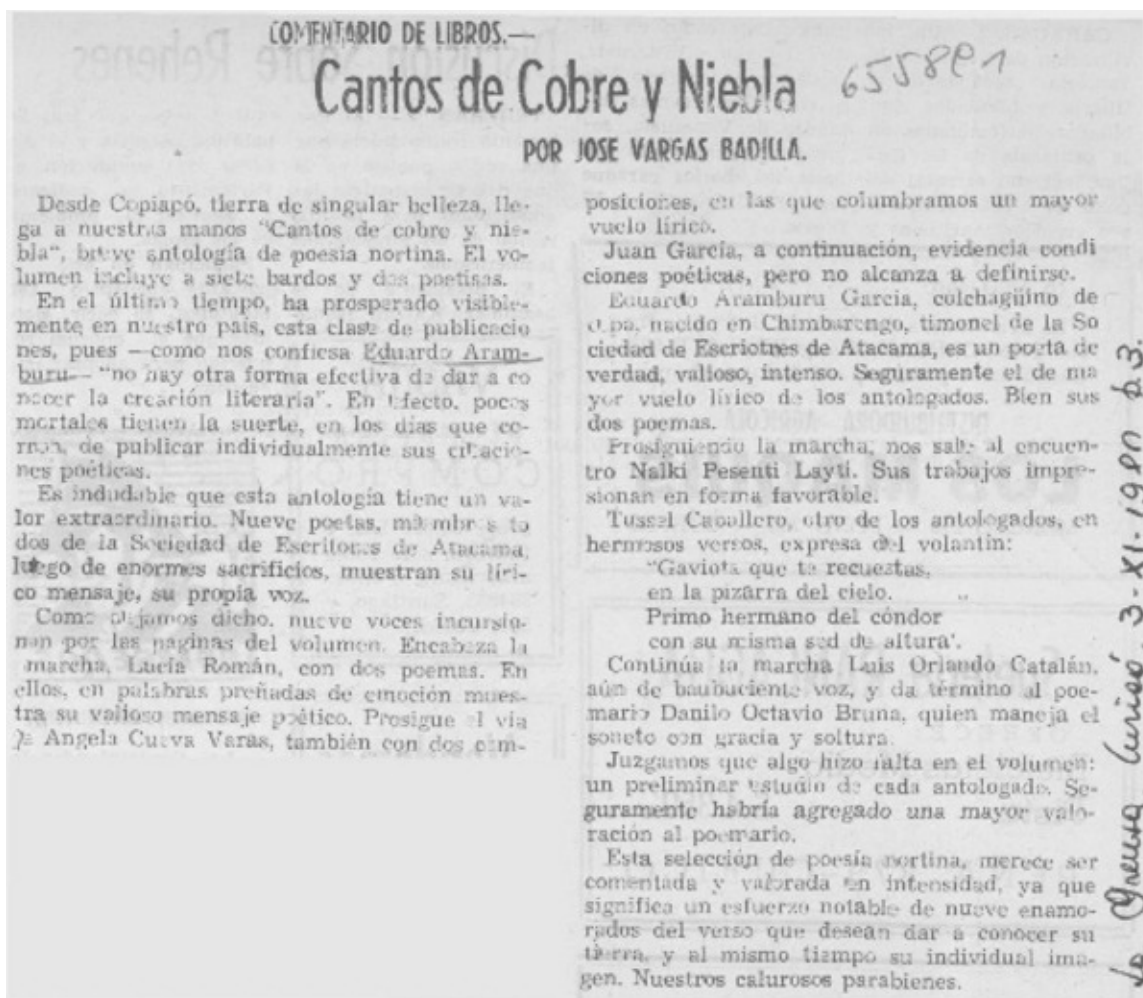 COMENTARIO DE LIBROS.—
Cantos de Cobre y Niebla
655891
POR JOSE VARGAS BADILLA.
Desde Copiapó, tierra de singular belleza, lle-
ga a nuestras manos "Cantos de cobre y nie-
bla", breve antología de poesía nortina. El vo-
lumen incluye a siete bardos y dos poetisas.
En el último tiempo, ha prosperado visible-
mente en nuestro país, esta clase de publicacio
nes, pues —como nos confiesa Eduardo Aram-
buru— "no hay otra forma efectiva de dar a co
nocer la creación literaria". En efecto, pocos
mortales tienen la suerte, en los días que co-
rren, de publicar individualmente sus creacio-
nes poéticas.
Es indudable que esta antología tiene un va-
lor extraordinario. Nueve poetas, miembros to
dos de la Sociedad de Escritores de Atacama,
luego de enormes sacrificios, muestran su líri-
co mensaje, su propia voz.
Como dejamos dicho, nueve voces incursio-
nan por las paginas del volumen. Encabeza la
marcha, Lucía Román, con dos poemas. En
ellos, en palabras preñadas de emoción mues-
tra su valioso mensaje poético. Prosigue el via
je Angela Cueva Varas, también con dos com-
posiciones, en las que columbramos un mayor
vuelo lírico.
Juan García, a continuación, evidencia condi
ciones poéticas, pero no alcanza a definirse.
Eduardo Aramburu García, colchagüino de
cepa, nacido en Chimbarongo, timonel de la So
ciedad de Escriotres de Atacama, es un poeta de
verdad, valioso, intenso. Seguramente el de ma
yor vuelo lírico de los antologados. Bien sus
dos poemas.
Prosiguiendo la marcha, nos sale al encuen-
tro Nalki Pesenti Layti. Sus trabajos impre-
sionan en forma favorable.
Tussel Caballero, otro de los antologados, en
hermosos versos, expresa del volantín:
"Gaviota que te recuestas,
en la pizarra del cielo.
Primo hermano del cóndor
con su misma sed de altura".
Continúa la marcha Luis Orlando Catalán,
aún de baubuciente voz, y da término al poe-
mario Danilo Octavio Bruna, quien maneja el
soneto con gracia y soltura.
Juzgamos que algo hizo falta en el volumen:
un preliminar estudio de cada antologado. Se-
guramente habría agregado una mayor valo-
ración al poemario.
Esta selección de poesía nortina, merece ser
comentada y valorada en intensidad, ya que
significa un esfuerzo notable de nueve enamo-
rados del verso que desean dar a conocer su
tierra, y al mismo tiempo su individual ima-
gen. Nuestros calurosos parabienes.
La Prensa Curicó, 3-XI-1980 p3.